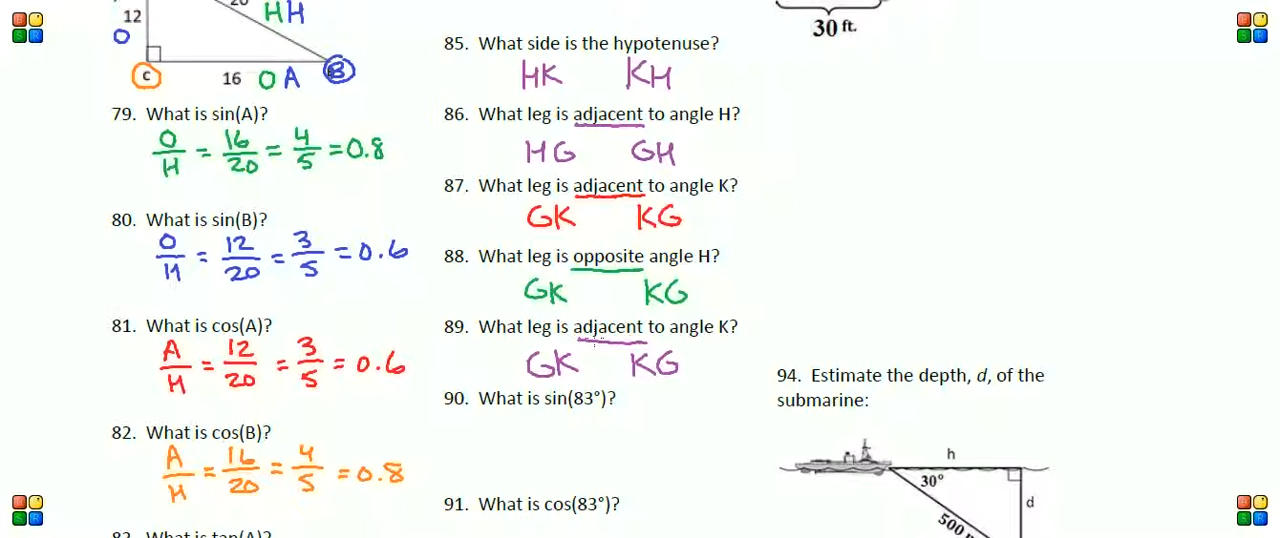 12
20
H H
O
C
16 O A
B
79. What is sin(A)?
O/H = 16/20 = 4/5 = 0.8
80. What is sin(B)?
O/H = 12/20 = 3/5 = 0.6
81. What is cos(A)?
A/H = 12/20 = 3/5 = 0.6
82. What is cos(B)?
A/H = 16/20 = 4/5 = 0.8
83. What is tan(A)?
85. What side is the hypotenuse?
HK KH
86. What leg is adjacent to angle H?
HG GH
87. What leg is adjacent to angle K?
GK KG
88. What leg is opposite angle H?
GK KG
89. What leg is adjacent to angle K?
GK KG
90. What is sin(83°)?
91. What is cos(83°)?
30 ft.
94. Estimate the depth, d, of the
submarine:
h
30°
d
500